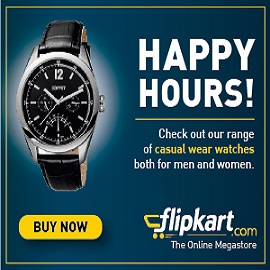 HAPPY
HOURS!
ESPRIT
Check out our range
of casual wear watches
both for men and women.
BUY NOW
flipkart.com
The Online Megastore